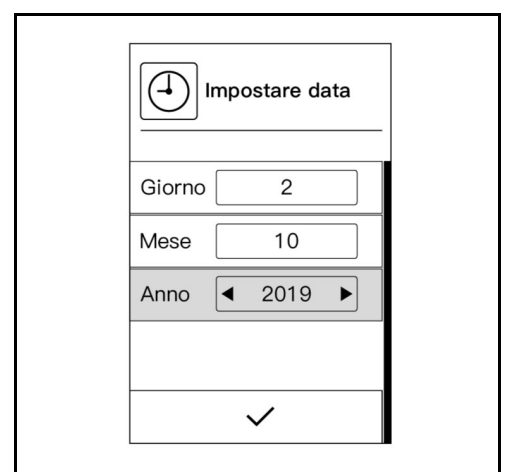 Impostare data
Giorno 2
Mese 10
Anno ◀ 2019 ▶
✓